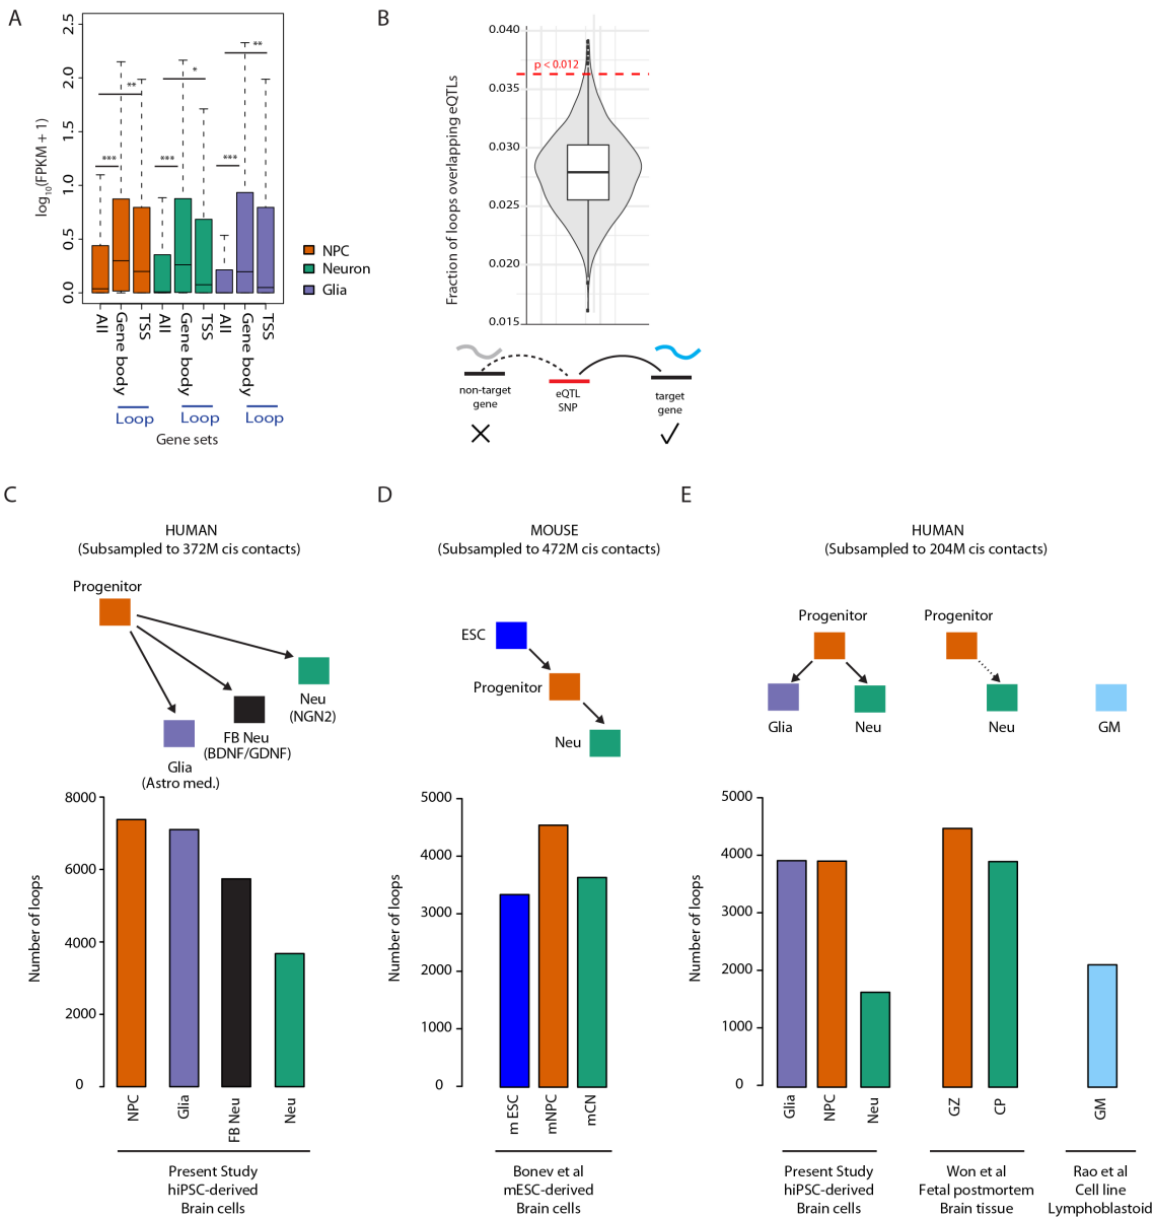 A
2.5
2.0
1.5
1.0
0.5
0.0
log10(FPKM + 1)
***
**
***
*
***
**
All
Gene body
TSS
All
Gene body
TSS
All
Gene body
TSS
Loop
Loop
Loop
Gene sets
NPC
Neuron
Glia
B
0.040
0.035
0.030
0.025
0.020
0.015
Fraction of loops overlapping eQTLs
p < 0.012
non-target
gene
eQTL
SNP
target
gene
C
HUMAN
(Subsampled to 372M cis contacts)
Progenitor
Neu
(NGN2)
FB Neu
(BDNF/GDNF)
Glia
(Astro med.)
8000
6000
4000
2000
0
Number of loops
NPC
Glia
FB Neu
Neu
Present Study
hiPSC-derived
Brain cells
D
MOUSE
(Subsampled to 472M cis contacts)
ESC
Progenitor
Neu
5000
4000
3000
2000
1000
0
Number of loops
m ESC
mNPC
mCN
Bonev et al
mESC-derived
Brain cells
E
HUMAN
(Subsampled to 204M cis contacts)
Progenitor
Progenitor
Glia
Neu
Neu
GM
5000
4000
3000
2000
1000
0
Number of loops
Glia
NPC
Neu
GZ
CP
GM
Present Study
hiPSC-derived
Brain cells
Won et al
Fetal postmortem
Brain tissue
Rao et al
Cell line
Lymphoblastoid